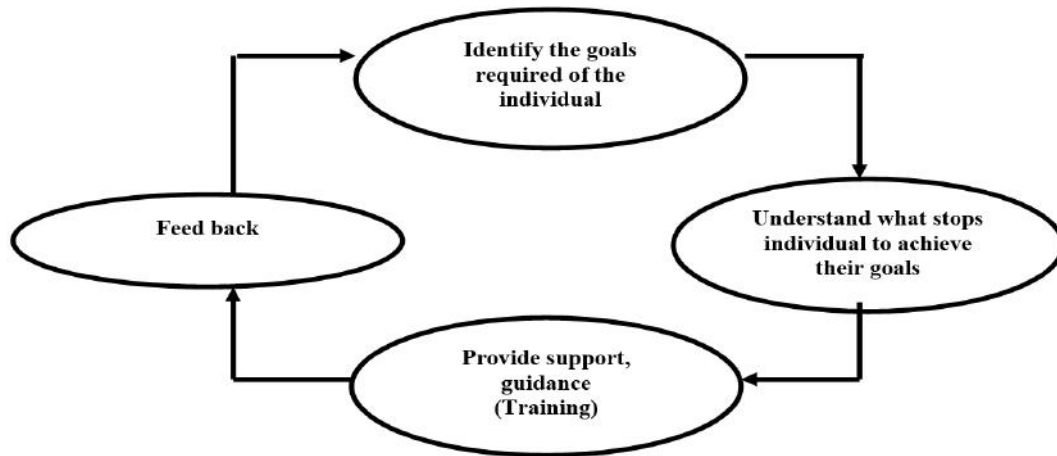 Identify the goals
required of the
individual
Understand what stops
individual to achieve
their goals
Provide support,
guidance
(Training)
Feed back